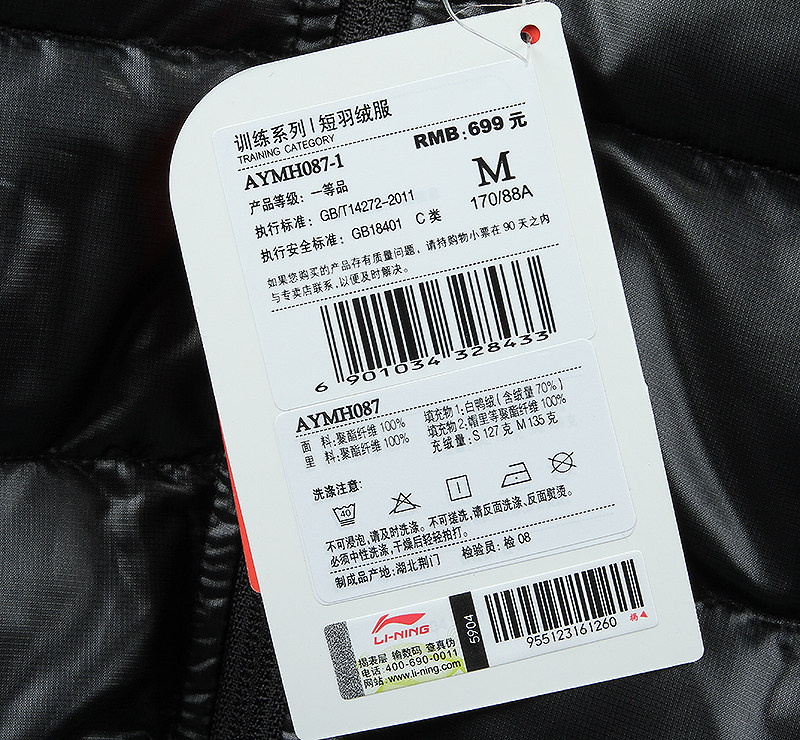 训练系列 | 短羽绒服
TRAINING CATEGORY
RMB: 699 元
AYMH087-1
产品等级：一等品
M
170/88A
执行标准：GB/T14272-2011
执行安全标准：GB18401 C 类
如果您购买的产品存有质量问题，请持购物小票在 90 天之内
与专卖店联系，以便及时解决。
6 901034 328433
AYMH087
面 料：聚酯纤维 100%
里 料：聚酯纤维 100%
填充物 1：白鸭绒（含绒量 70%）
填充物 2：帽里等聚酯纤维 100%
充绒量：S 127 克 M 135 克
洗涤注意：
40
不可浸泡，请及时洗涤。不可搓洗，请反面洗涤、反面熨烫。
必须中性洗涤，干燥后轻轻拍打。
制成品产地：湖北荆门 检验员：检 08
LI-NING
揭表层 输数码 查真伪
电话:400-690-0011
网站:www.li-ning.com
5904
955123161260